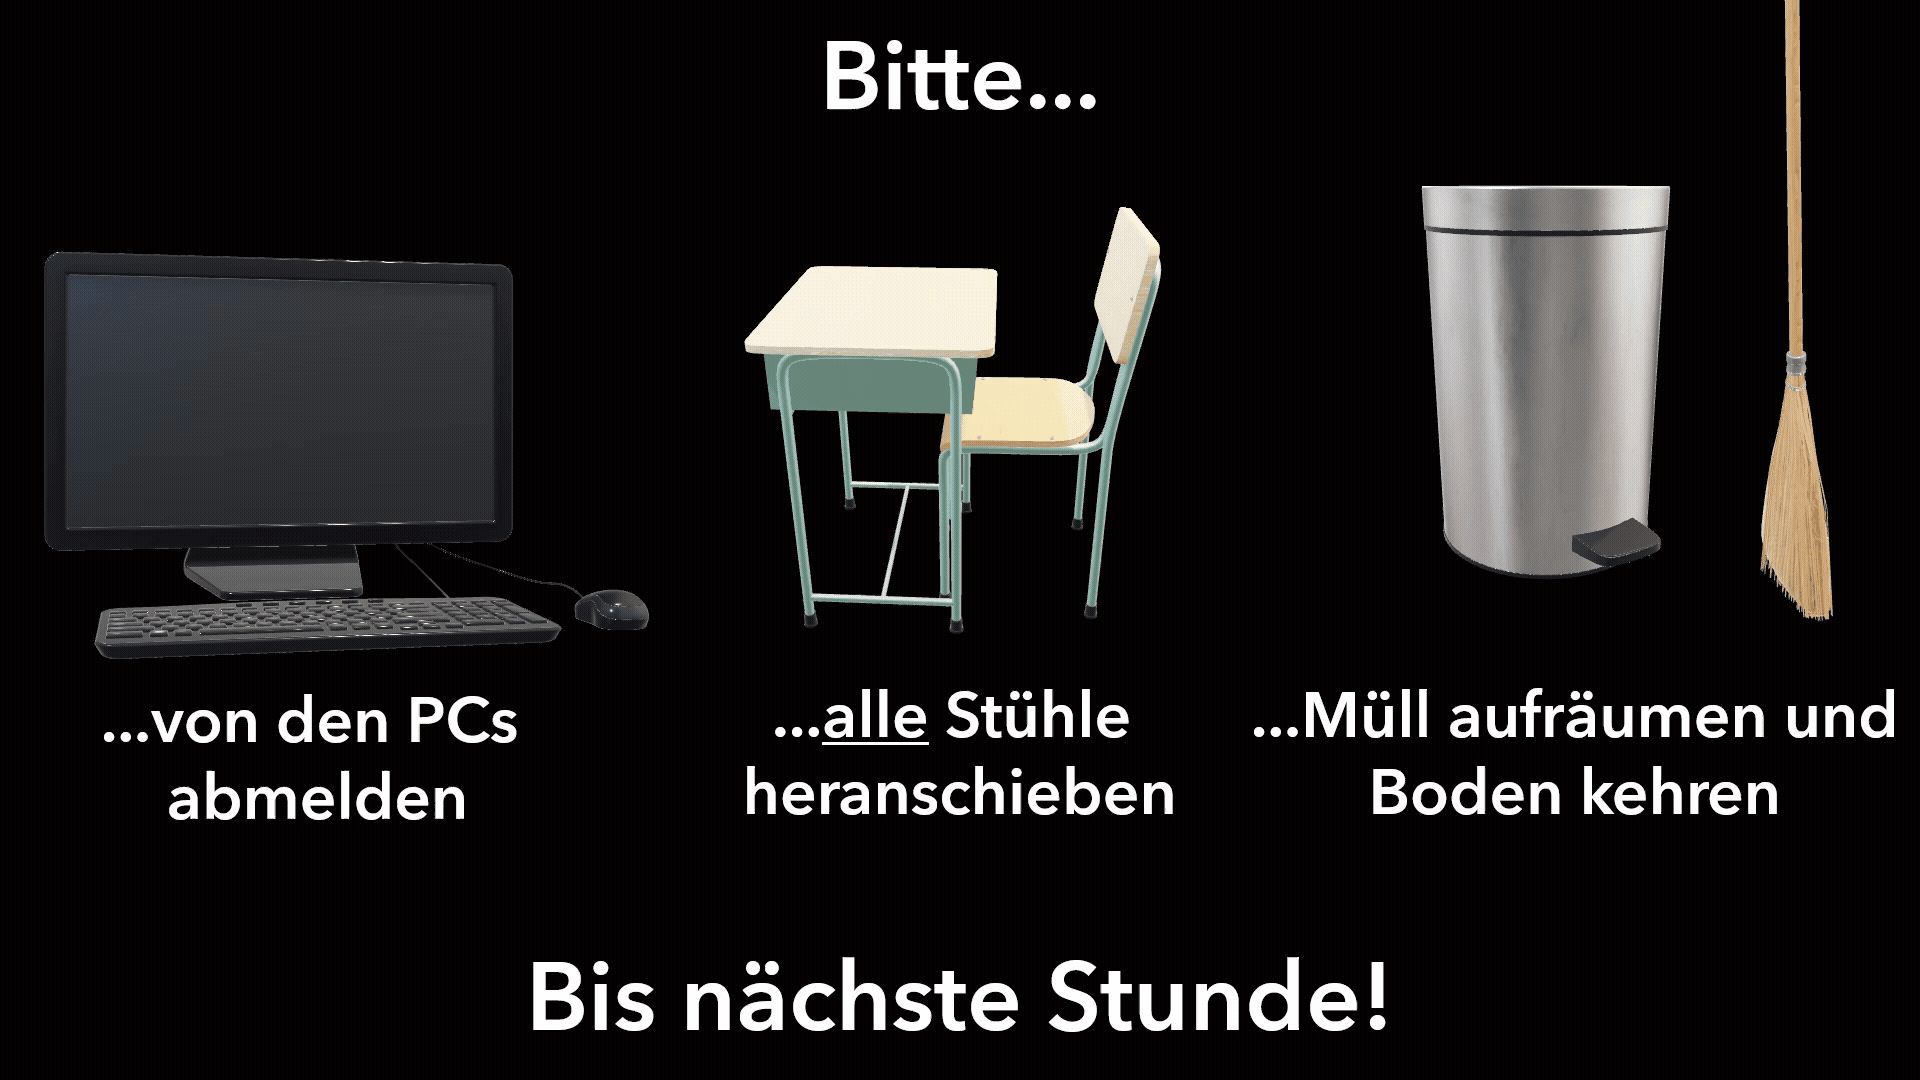 Bitte...
...von den PCs
abmelden
...alle Stühle
heranschieben
...Müll aufräumen und
Boden kehren
Bis nächste Stunde!